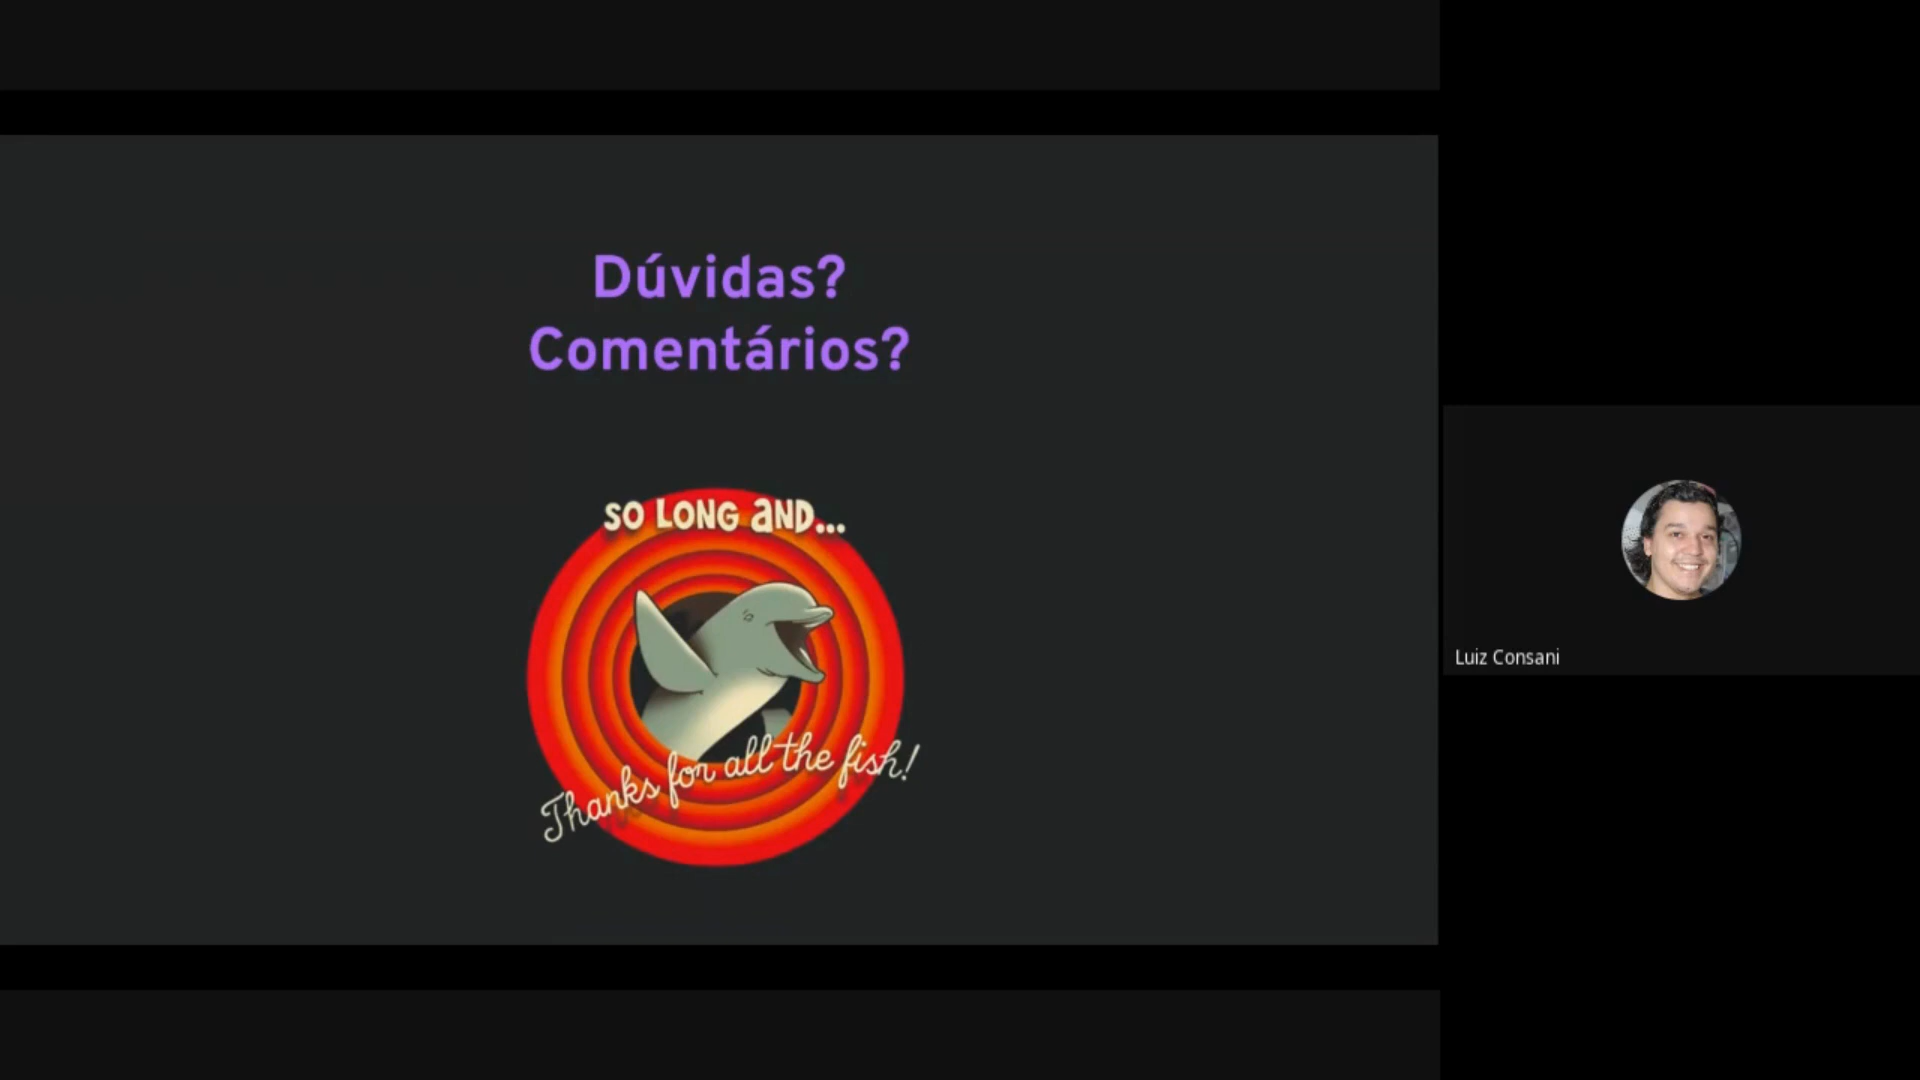 Dúvidas?
Comentários?
SO LONG AND...
Thanks for all the fish!
Luiz Consani